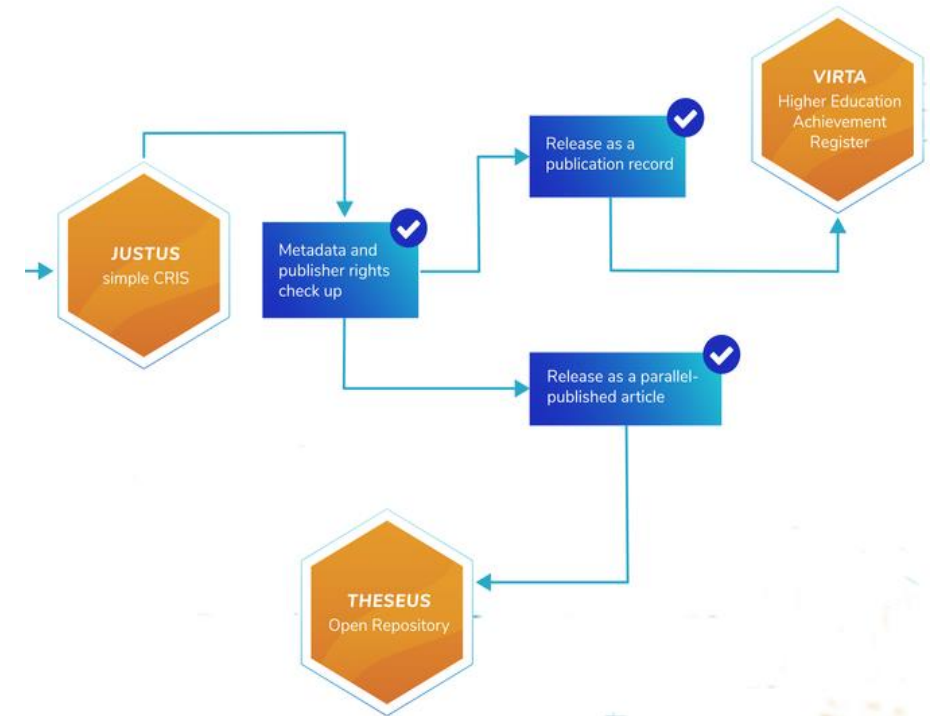 JUSTUS
simple CRIS
Metadata and
publisher rights
check up
Release as a
publication record
VIRTA
Higher Education
Achievement
Register
Release as a parallel-
published article
THESEUS
Open Repository